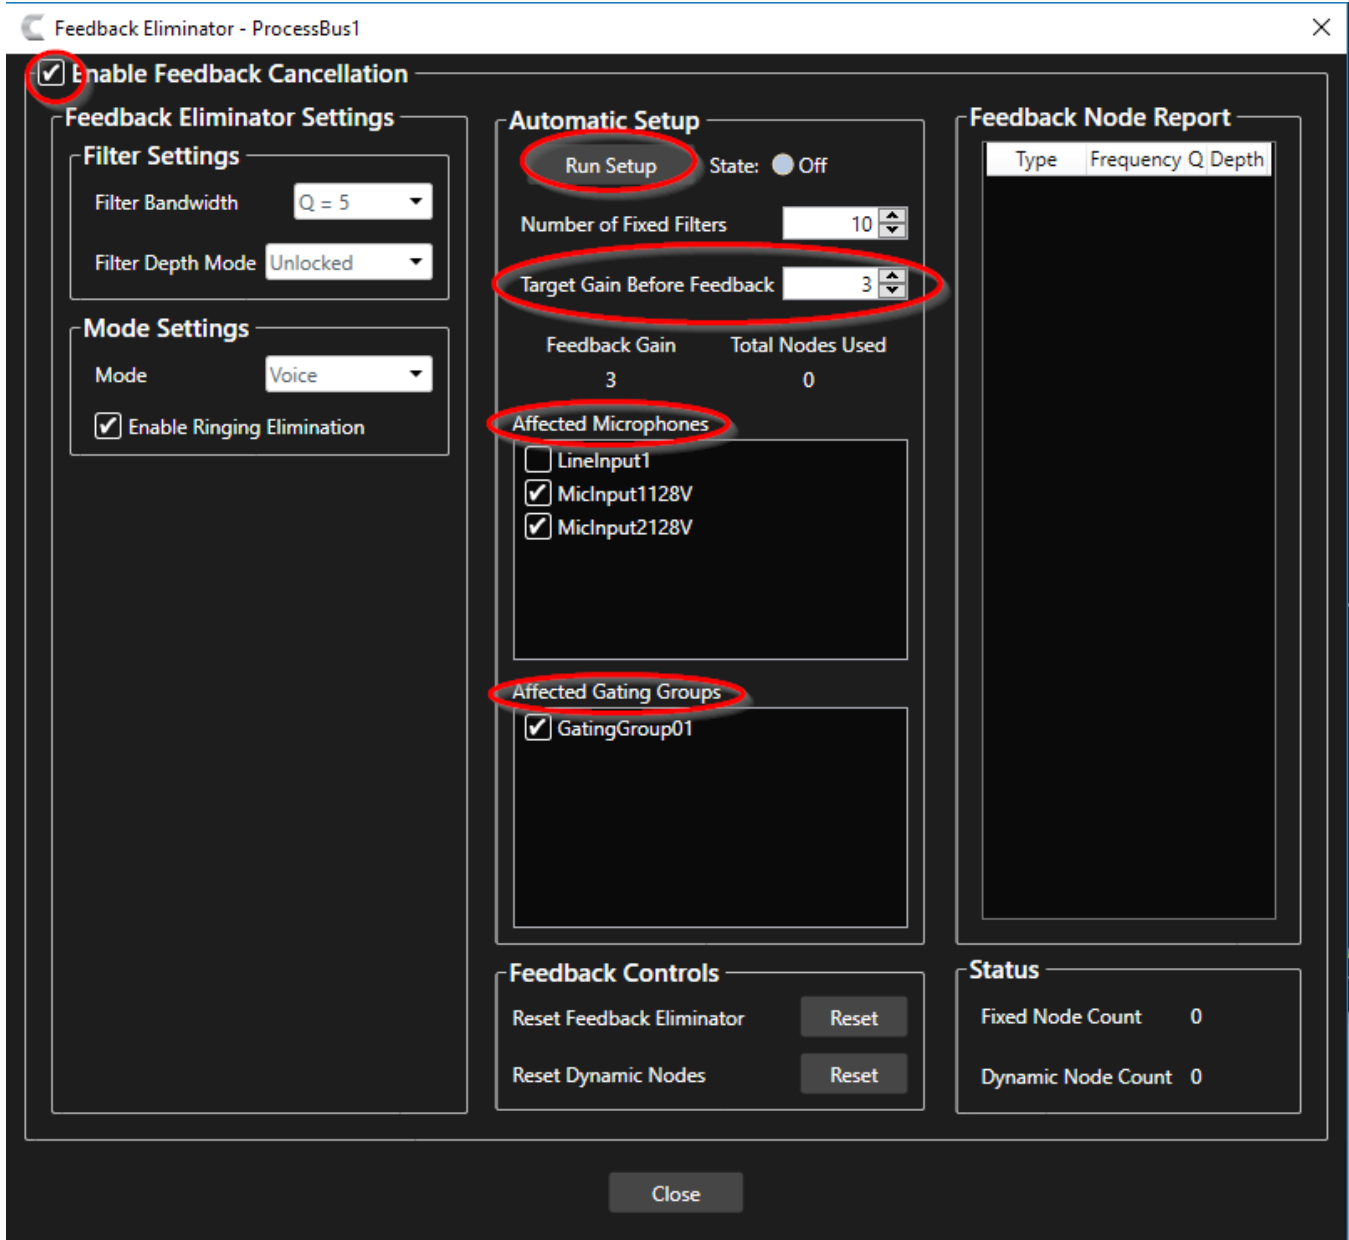 Feedback Eliminator - ProcessBus1
Enable Feedback Cancellation
Feedback Eliminator Settings
Filter Settings
Filter Bandwidth Q = 5
Filter Depth Mode Unlocked
Mode Settings
Mode Voice
Enable Ringing Elimination
Automatic Setup
Run Setup State: Off
Number of Fixed Filters 10
Target Gain Before Feedback 3
Feedback Gain Total Nodes Used
3 0
Affected Microphones
LineInput1
MicInput1128V
MicInput2128V
Affected Gating Groups
GatingGroup01
Feedback Controls
Reset Feedback Eliminator Reset
Reset Dynamic Nodes Reset
Feedback Node Report
Type Frequency Q Depth
Status
Fixed Node Count 0
Dynamic Node Count 0
Close